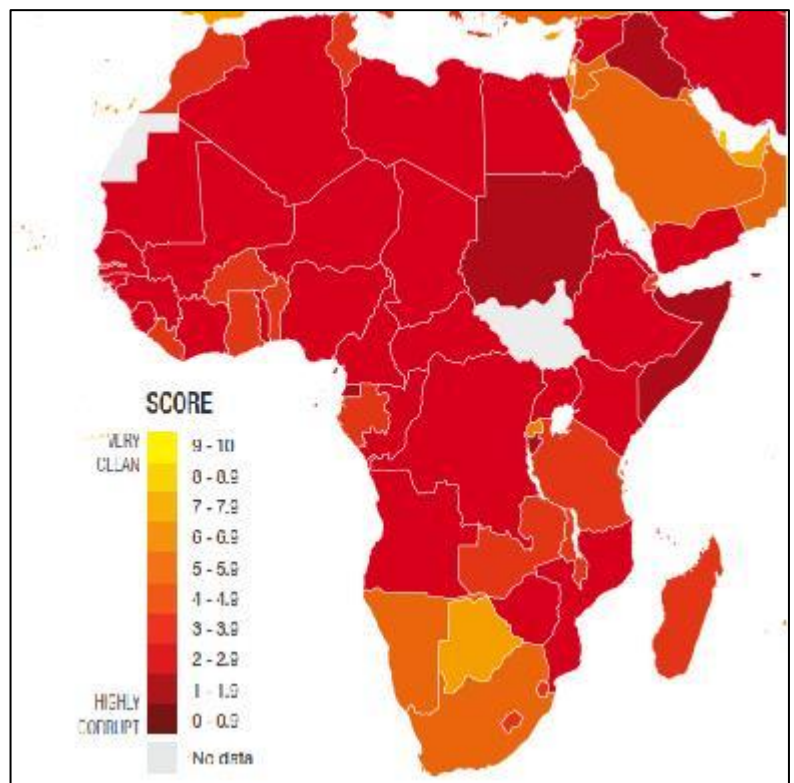 SCORE
VERY
CLEAN
9 - 10
8 - 8.9
7 - 7.9
6 - 6.9
5 - 5.9
4 - 4.9
3 - 3.9
2 - 2.9
1 - 1.9
0 - 0.9
HIGHLY
CORRUPT
No data